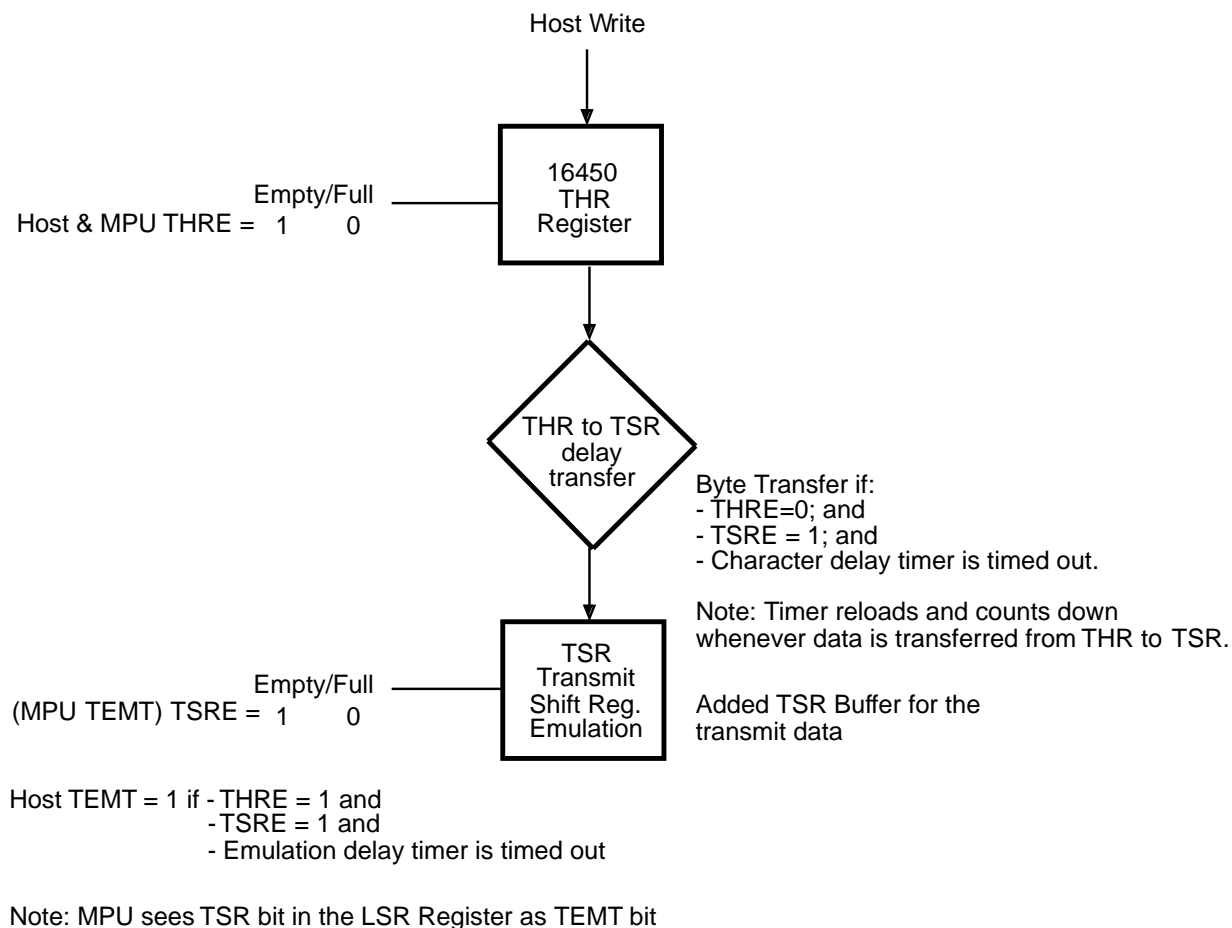 Host Write
16450
THR
Register
Empty/Full
Host & MPU THRE = 1 0
THR to TSR
delay
transfer
Byte Transfer if:
- THRE=0; and
- TSRE = 1; and
- Character delay timer is timed out.
Note: Timer reloads and counts down
whenever data is transferred from THR to TSR.
TSR
Transmit
Shift Reg.
Emulation
Empty/Full
(MPU TEMT) TSRE = 1 0
Added TSR Buffer for the
transmit data
Host TEMT = 1 if - THRE = 1 and
- TSRE = 1 and
- Emulation delay timer is timed out
Note: MPU sees TSR bit in the LSR Register as TEMT bit